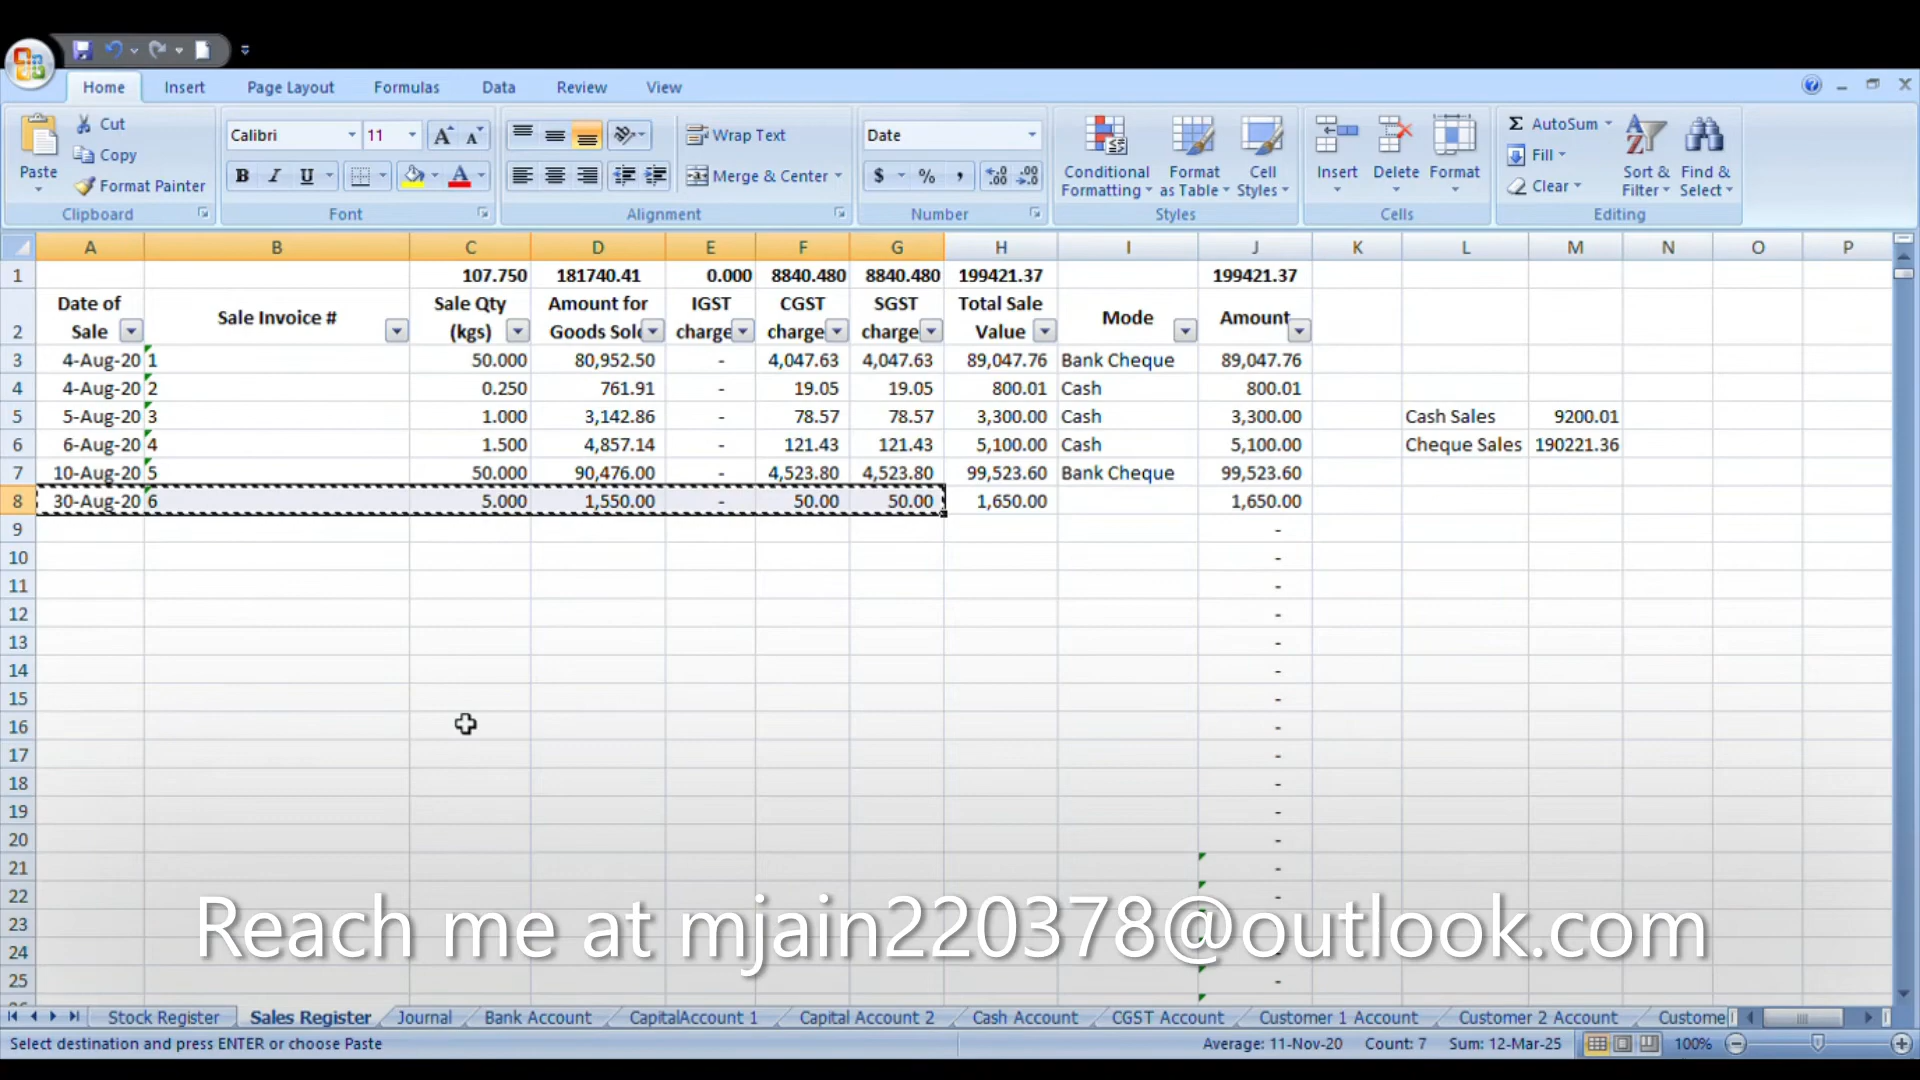 Home Insert Page Layout Formulas Data Review View
Paste
Cut
Copy
Format Painter
Clipboard
Calibri 11
B I U
Font
Wrap Text
Merge & Center
Alignment
Date
$ % ,
Number
Conditional Formatting
Format as Table
Cell Styles
Styles
Insert Delete Format
Cells
Σ AutoSum
Fill
Clear
Sort & Filter
Find & Select
Editing
A B C D E F G H I J K L M N O P
1 107.750 181740.41 0.000 8840.480 8840.480 199421.37 199421.37
2 Date of Sale Sale Invoice # Sale Qty (kgs) Amount for Goods Sol IGST charge CGST charge SGST charge Total Sale Value Mode Amount
3 4-Aug-20 1 50.000 80,952.50 - 4,047.63 4,047.63 89,047.76 Bank Cheque 89,047.76
4 4-Aug-20 2 0.250 761.91 - 19.05 19.05 800.01 Cash 800.01
5 5-Aug-20 3 1.000 3,142.86 - 78.57 78.57 3,300.00 Cash 3,300.00 Cash Sales 9200.01
6 6-Aug-20 4 1.500 4,857.14 - 121.43 121.43 5,100.00 Cash 5,100.00 Cheque Sales 190221.36
7 10-Aug-20 5 50.000 90,476.00 - 4,523.80 4,523.80 99,523.60 Bank Cheque 99,523.60
8 30-Aug-20 6 5.000 1,550.00 - 50.00 50.00 1,650.00 1,650.00
9 -
10 -
11 -
12 -
13 -
14 -
15 -
16 -
17 -
18 -
19 -
20 -
21 -
22 -
23
24 -
25 -
Reach me at mjain220378@outlook.com
Stock Register Sales Register Journal Bank Account CapitalAccount 1 Capital Account 2 Cash Account CGST Account Customer 1 Account Customer 2 Account Custome
Select destination and press ENTER or choose Paste Average: 11-Nov-20 Count: 7 Sum: 12-Mar-25 100%